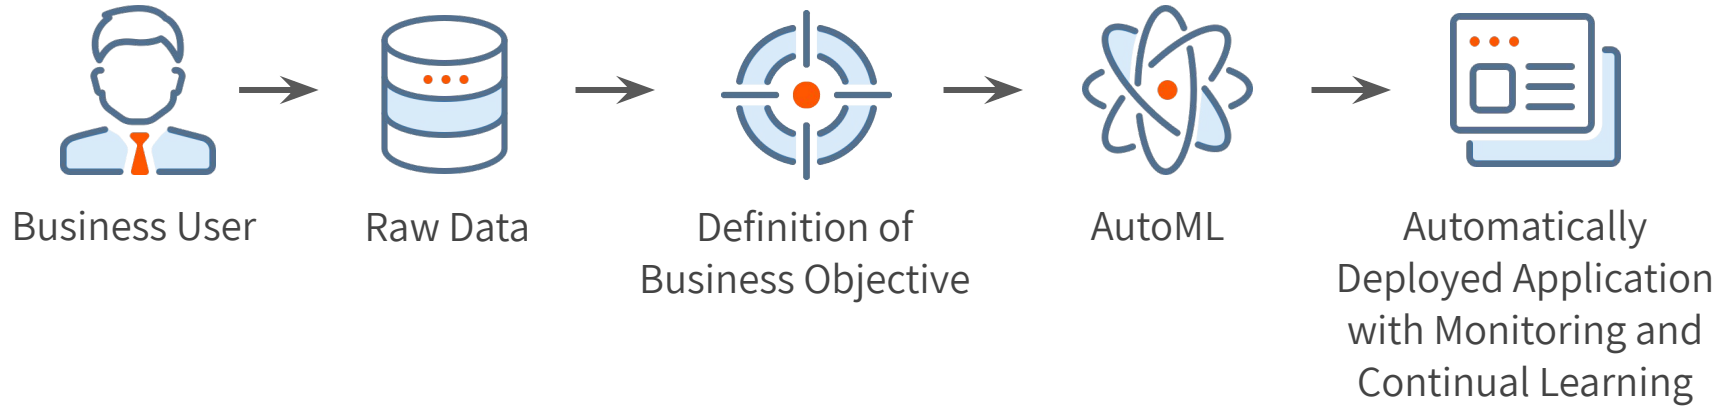 Business User
Raw Data
Definition of
Business Objective
AutoML
Automatically
Deployed Application
with Monitoring and
Continual Learning